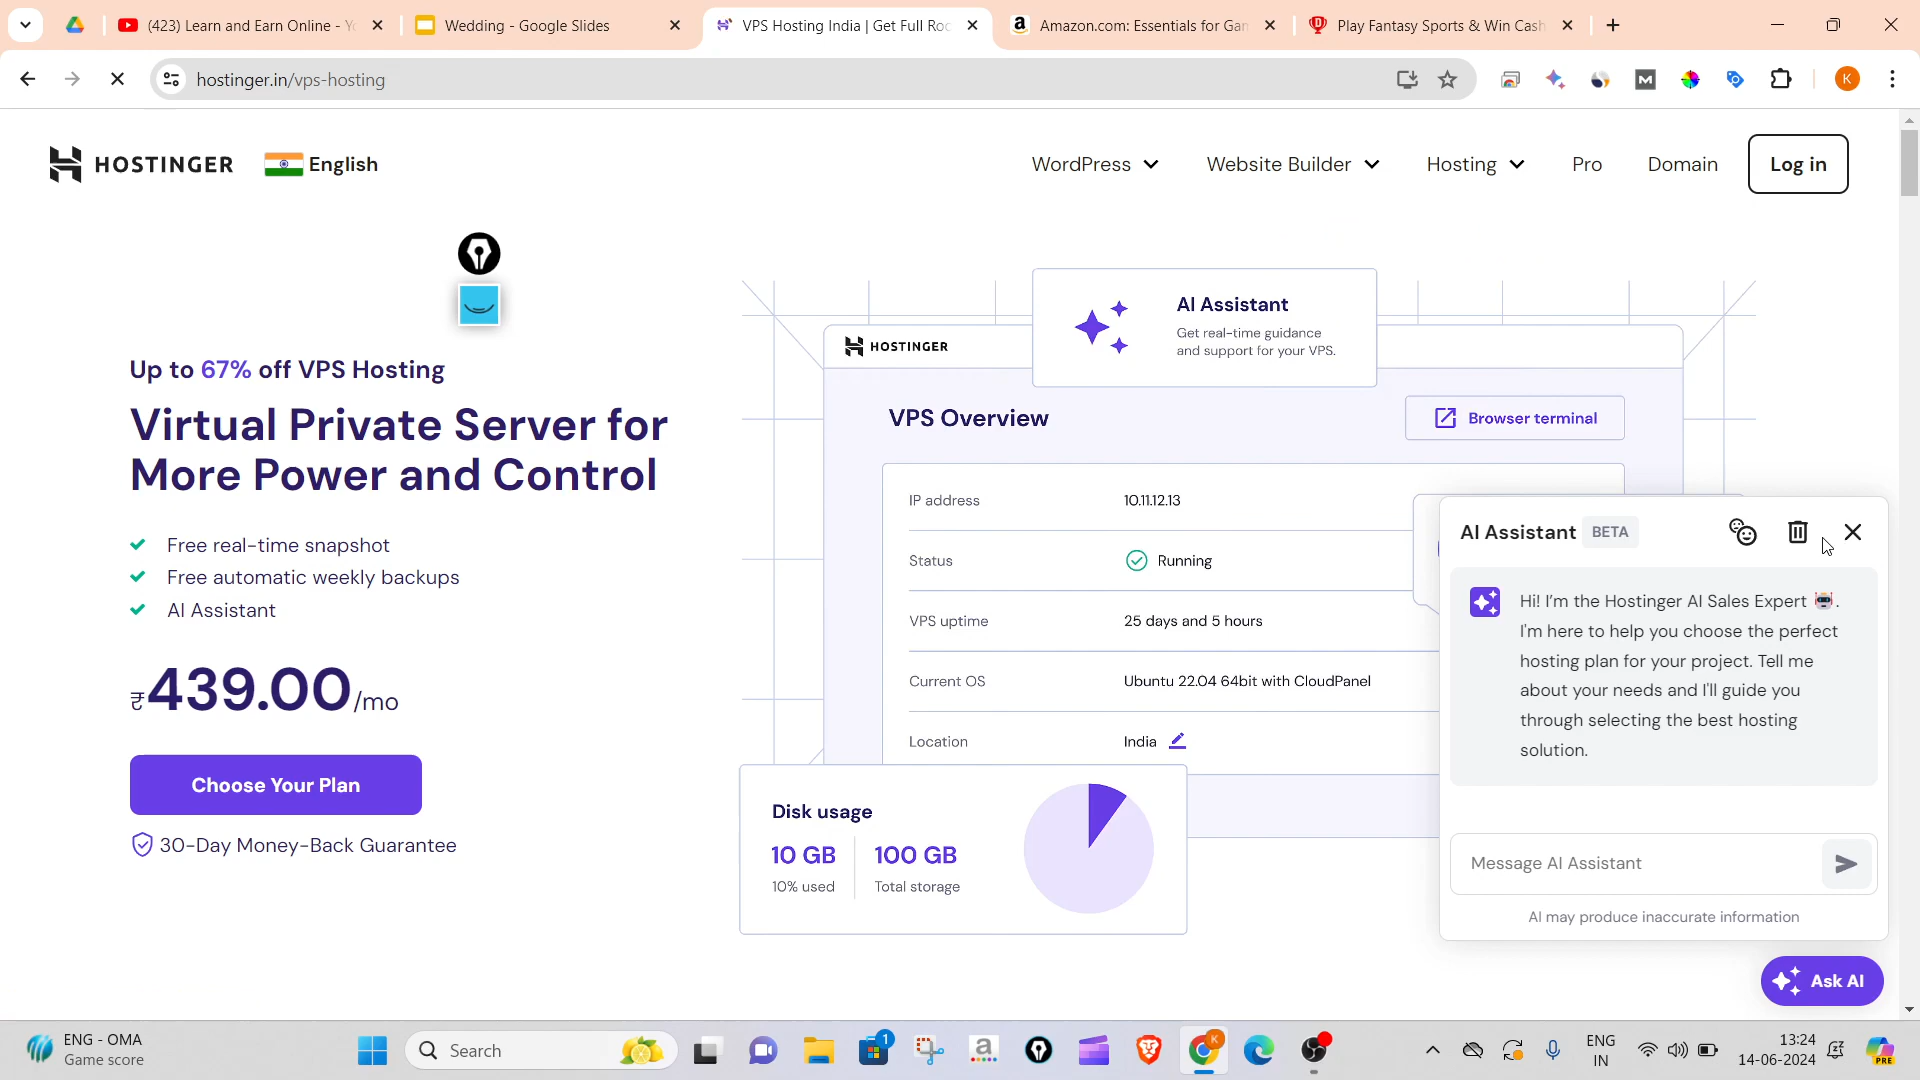 (423) Learn and Earn Online - Yo
Wedding - Google Slides
VPS Hosting India | Get Full Roo
Amazon.com: Essentials for Gam
Play Fantasy Sports & Win Cash
hostinger.in/vps-hosting
M
K
HOSTINGER
English
WordPress
Website Builder
Hosting
Pro
Domain
Log in
Up to 67% off VPS Hosting
Virtual Private Server for
More Power and Control
Free real-time snapshot
Free automatic weekly backups
AI Assistant
₹439.00/mo
Choose Your Plan
30-Day Money-Back Guarantee
AI Assistant
Get real-time guidance
and support for your VPS.
HOSTINGER
VPS Overview
Browser terminal
IP address 10.11.12.13
Status Running
VPS uptime 25 days and 5 hours
Current OS Ubuntu 22.04 64bit with CloudPanel
Location India
Disk usage
10 GB 100 GB
10% used Total storage
AI Assistant BETA
Hi! I'm the Hostinger AI Sales Expert 🤖.
I'm here to help you choose the perfect
hosting plan for your project. Tell me
about your needs and I'll guide you
through selecting the best hosting
solution.
Message AI Assistant
AI may produce inaccurate information
Ask AI
ENG - OMA
Game score
Search
1
a
K
ENG
IN
13:24
14-06-2024
PRE